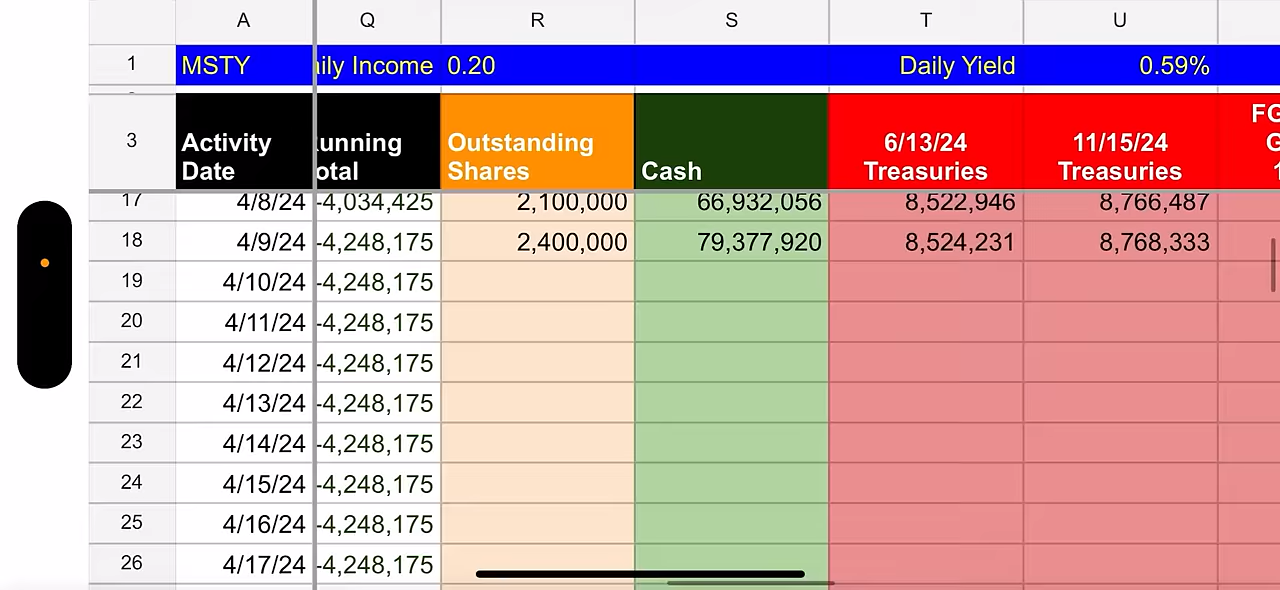 A Q R S T U
1 MSTY aily Income 0.20 Daily Yield 0.59%
3 Activity Date unning otal Outstanding Shares Cash 6/13/24 Treasuries 11/15/24 Treasuries FG G 1
17 4/8/24 -4,034,425 2,100,000 66,932,056 8,522,946 8,766,487
18 4/9/24 -4,248,175 2,400,000 79,377,920 8,524,231 8,768,333
19 4/10/24 -4,248,175
20 4/11/24 -4,248,175
21 4/12/24 -4,248,175
22 4/13/24 -4,248,175
23 4/14/24 -4,248,175
24 4/15/24 -4,248,175
25 4/16/24 -4,248,175
26 4/17/24 -4,248,175